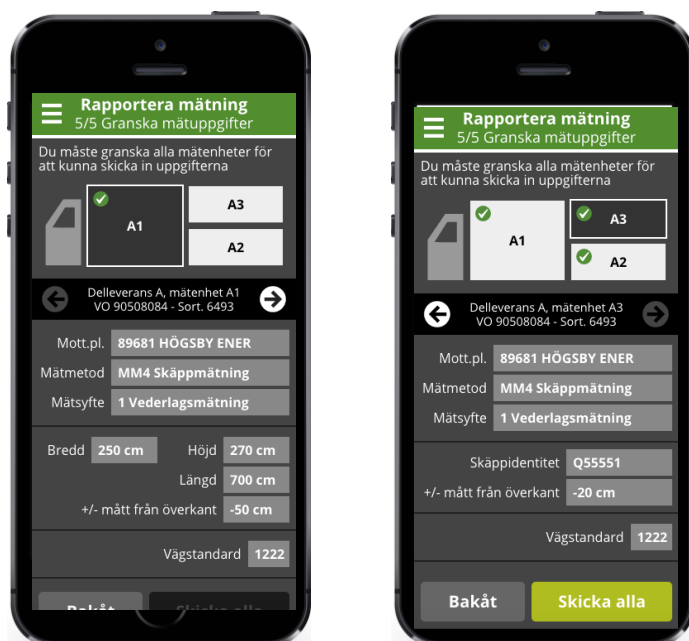 Rapportera mätning
5/5 Granska mätuppgifter
Du måste granska alla mätenheter för
att kunna skicka in uppgifterna
A1
A3
A2
Delleverans A, mätenhet A1
VO 90508084 - Sort. 6493
Mott.pl. 89681 HÖGSBY ENER
Mätmetod MM4 Skäppmätning
Mätsyfte 1 Vederlagsmätning
Bredd 250 cm Höjd 270 cm
Längd 700 cm
+/- mått från överkant -50 cm
Vägstandard 1222
Bakåt Skicka alla
Rapportera mätning
5/5 Granska mätuppgifter
Du måste granska alla mätenheter för
att kunna skicka in uppgifterna
A1
A3
A2
Delleverans A, mätenhet A3
VO 90508084 - Sort. 6493
Mott.pl. 89681 HÖGSBY ENER
Mätmetod MM4 Skäppmätning
Mätsyfte 1 Vederlagsmätning
Skäppidentitet Q55551
+/- mått från överkant -20 cm
Vägstandard 1222
Bakåt Skicka alla